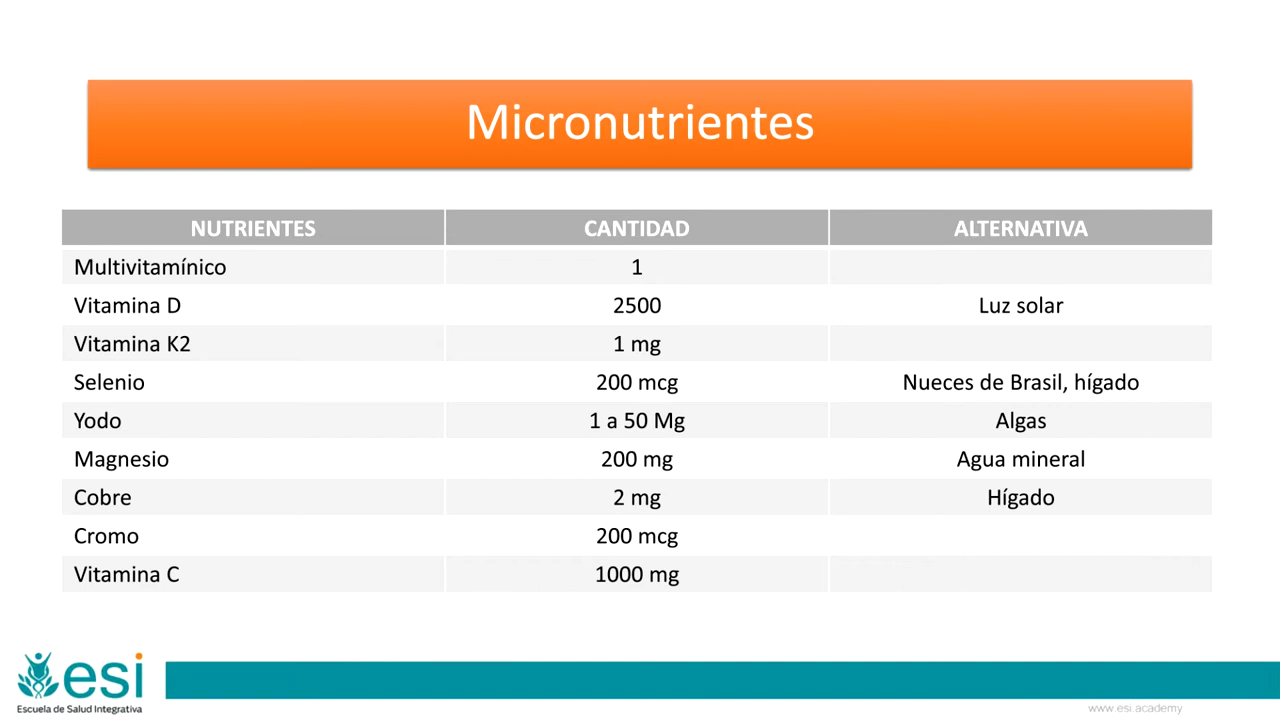 Micronutrientes
NUTRIENTES CANTIDAD ALTERNATIVA
Multivitamínico 1
Vitamina D 2500 Luz solar
Vitamina K2 1 mg
Selenio 200 mcg Nueces de Brasil, hígado
Yodo 1 a 50 Mg Algas
Magnesio 200 mg Agua mineral
Cobre 2 mg Hígado
Cromo 200 mcg
Vitamina C 1000 mg
esi
Escuela de Salud Integrativa
www.esi.academy